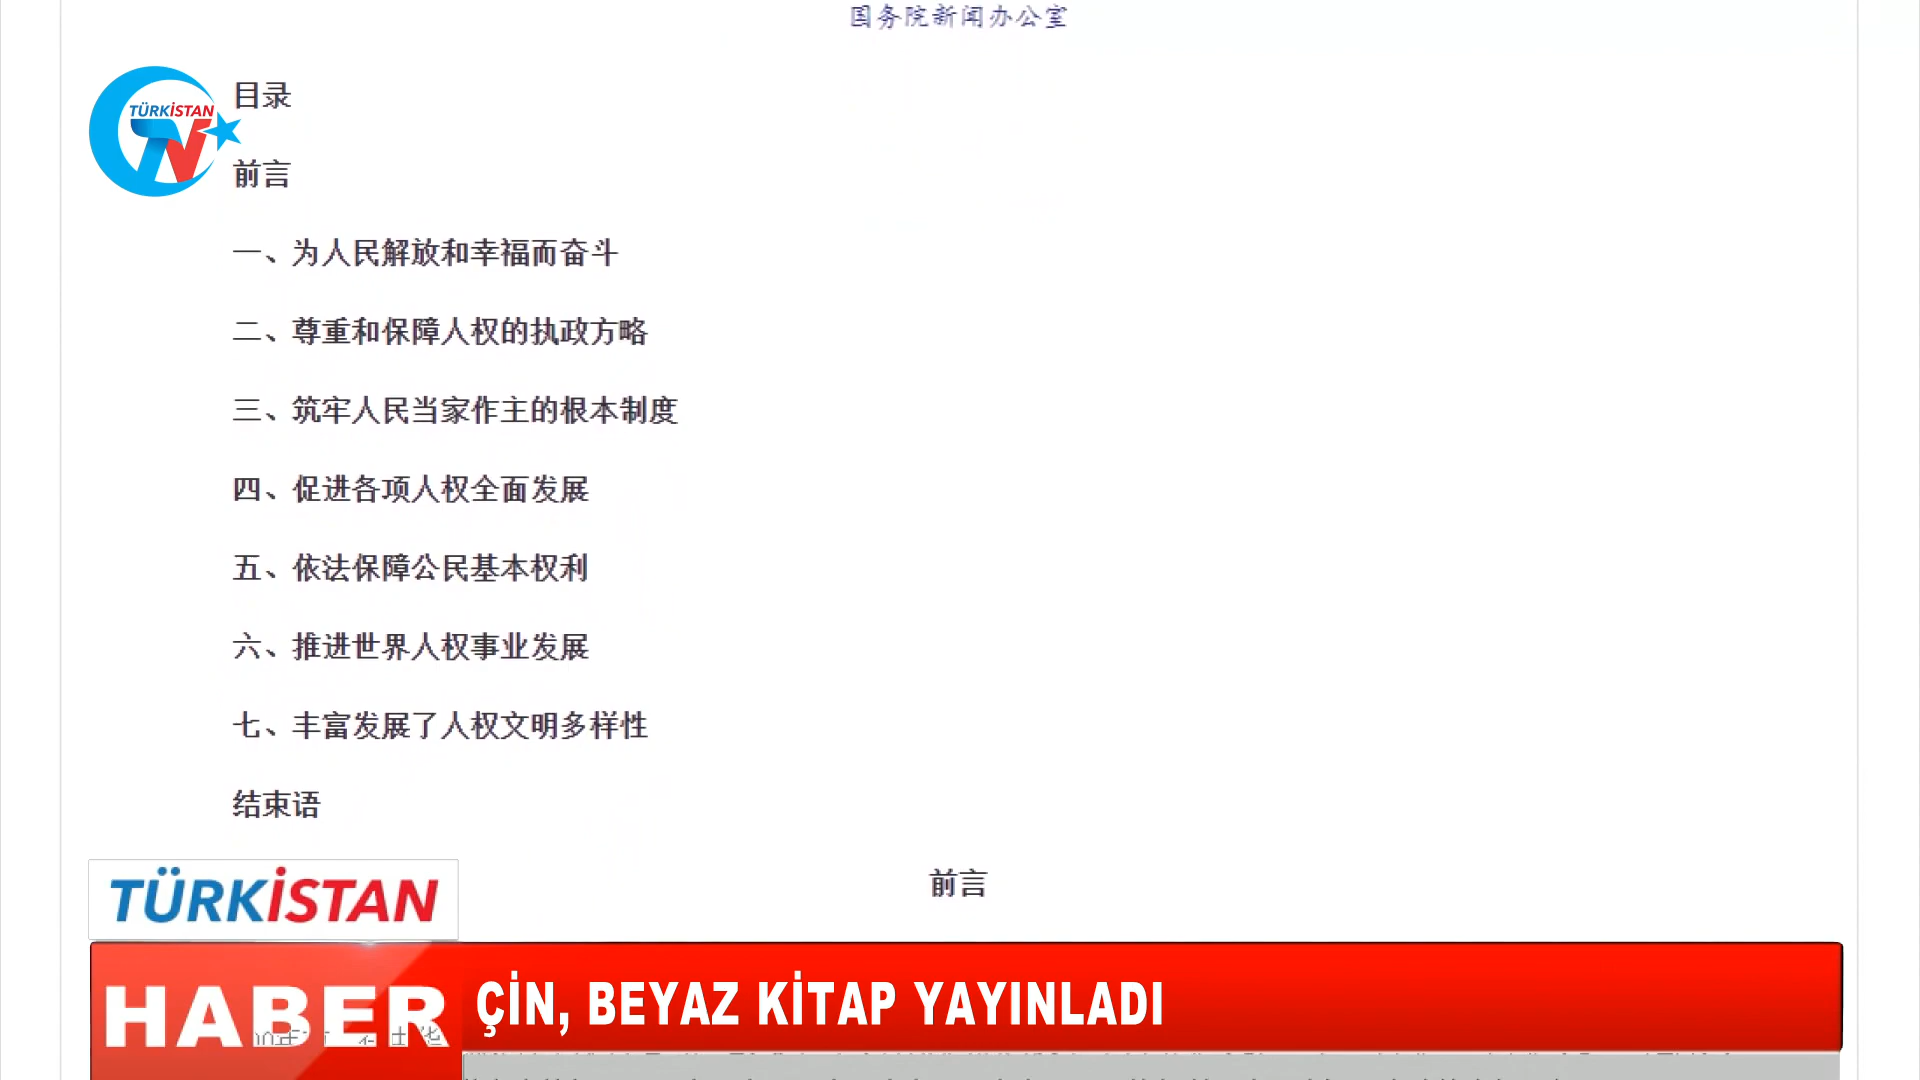 国务院新闻办公室
目录
TÜRKİSTAN
TV
前言
一、为人民解放和幸福而奋斗
二、尊重和保障人权的执政方略
三、筑牢人民当家作主的根本制度
四、促进各项人权全面发展
五、依法保障公民基本权利
六、推进世界人权事业发展
七、丰富发展了人权文明多样性
结束语
前言
TÜRKİSTAN
HABER
ÇİN, BEYAZ KİTAP YAYINLADI